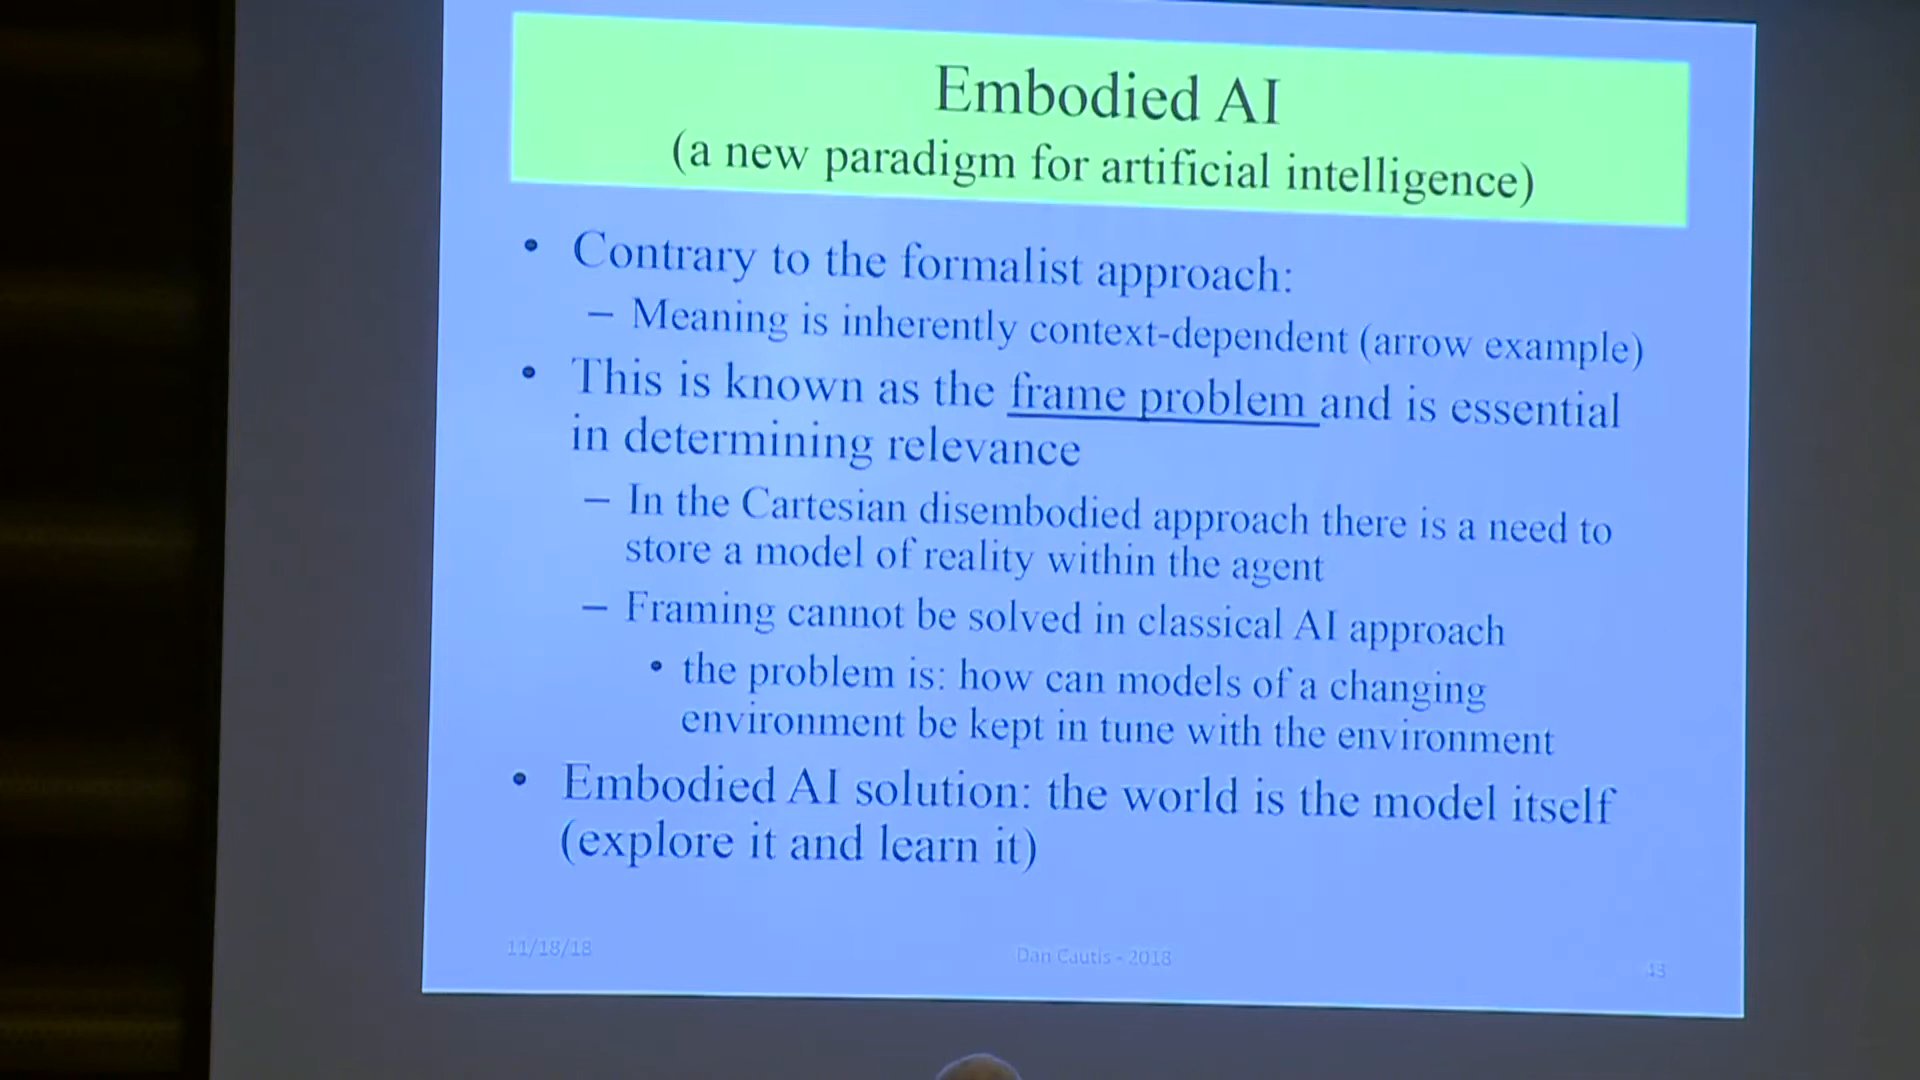 Embodied AI
(a new paradigm for artificial intelligence)
• Contrary to the formalist approach:
– Meaning is inherently context-dependent (arrow example)
• This is known as the frame problem and is essential
in determining relevance
– In the Cartesian disembodied approach there is a need to
store a model of reality within the agent
– Framing cannot be solved in classical AI approach
• the problem is: how can models of a changing
environment be kept in tune with the environment
• Embodied AI solution: the world is the model itself
(explore it and learn it)
11/18/18
Dan Cautis - 2018
43